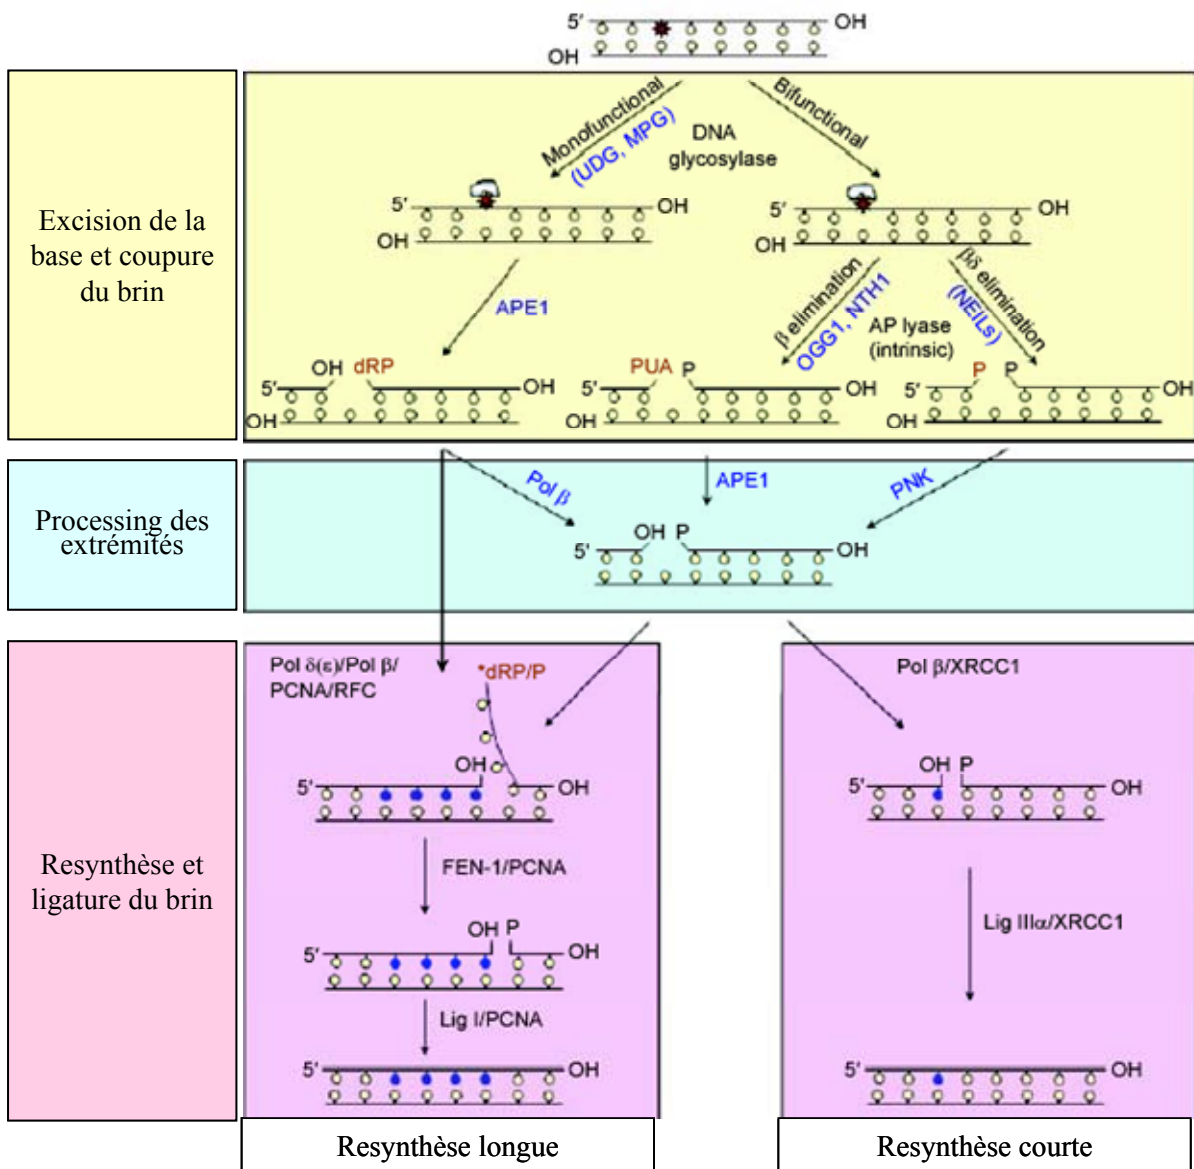 5′
OH
OH
Excision de la
base et coupure
du brin
Monofunctional
(UDG, MPG)
DNA
glycosylase
Bifunctional
5′
OH
OH
5′
OH
OH
APE1
β elimination
OGG1, NTH1
AP lyase
(intrinsic)
βδ elimination
(NEILs)
OH dRP
5′
OH
OH
PUA P
5′
OH
OH
P P
5′
OH
OH
Processing des
extrémités
Pol β
APE1
PNK
OH P
5′
OH
Resynthèse et
ligature du brin
Pol δ(ε)/Pol β/
PCNA/RFC
*dRP/P
OH
5′
OH
FEN-1/PCNA
OH P
5′
OH
Lig I/PCNA
5′
OH
Resynthèse longue
Pol β/XRCC1
OH P
5′
OH
Lig IIIα/XRCC1
5′
OH
Resynthèse courte